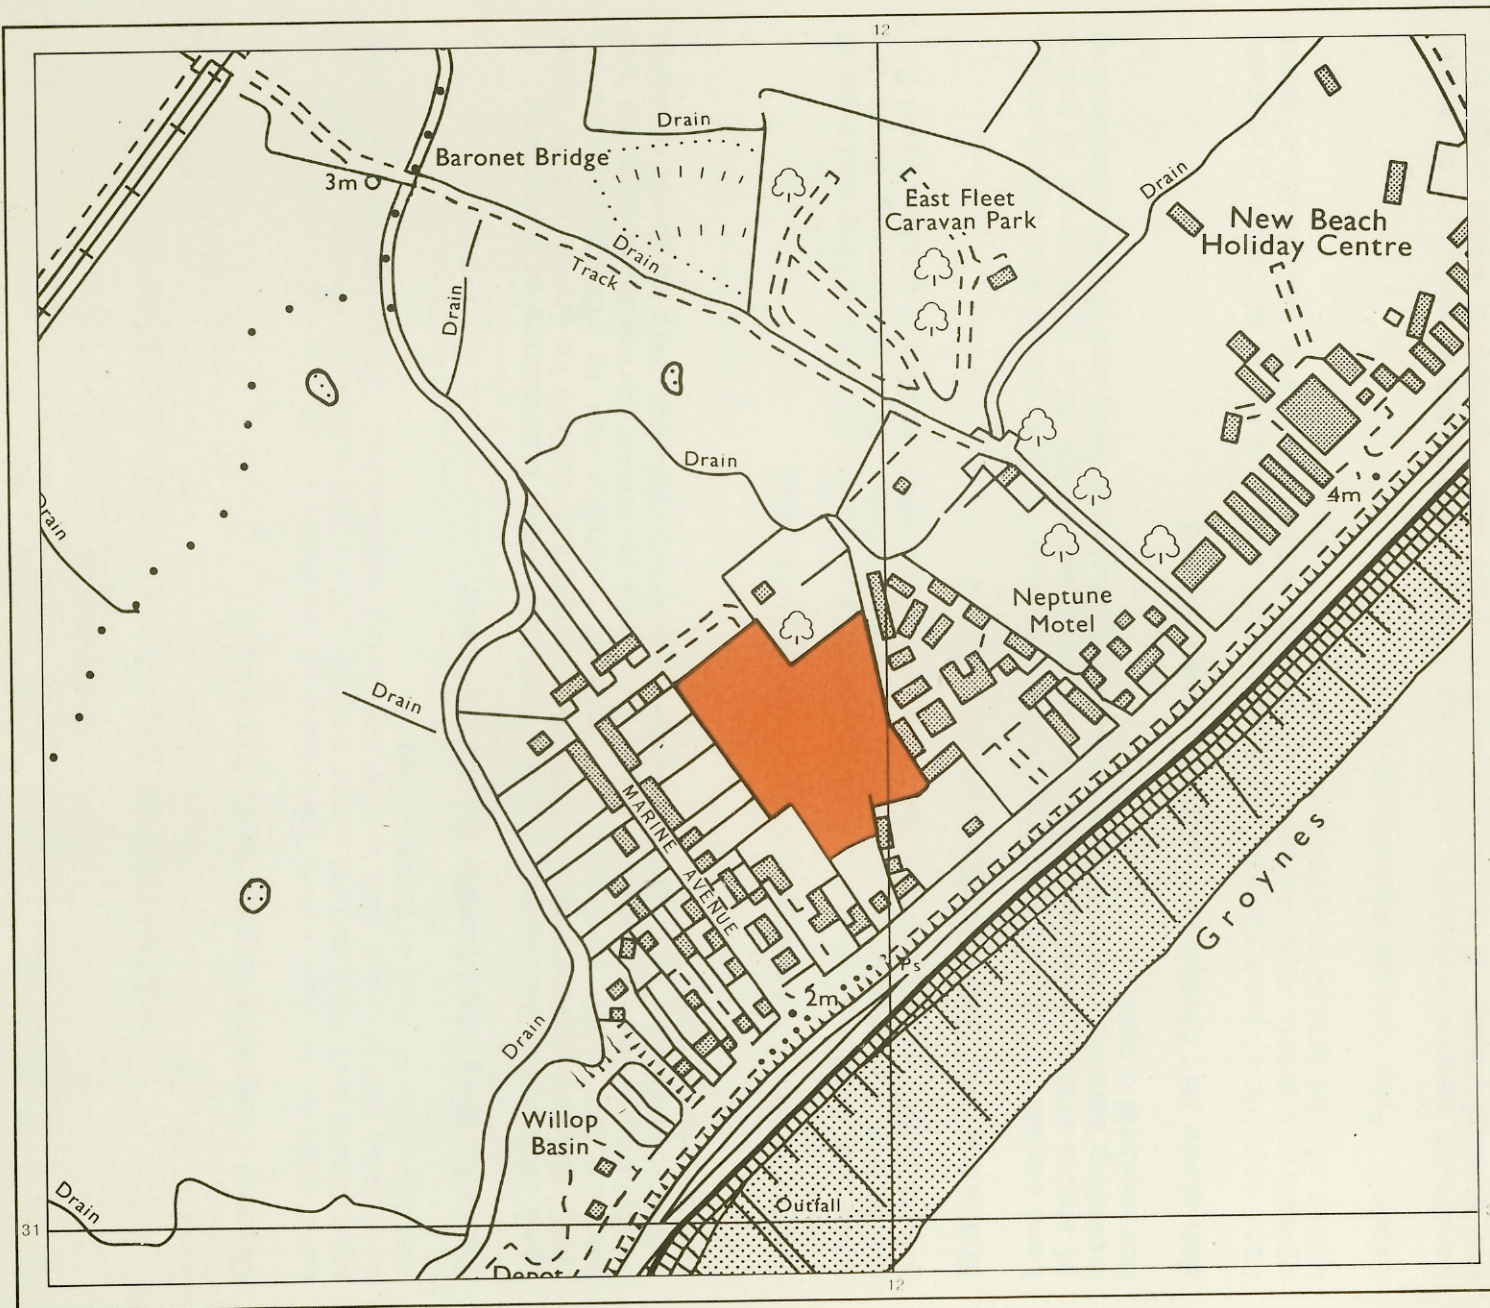 12
Drain
Baronet Bridge
3m
East Fleet
Caravan Park
Drain
New Beach
Holiday Centre
Drain
Track
Drain
Drain
4m
Drain
Neptune
Motel
Drain
MARINE AVENUE
Groynes
Ps
2m
Drain
Willop
Basin
Drain
Outfall
31
Depot
12